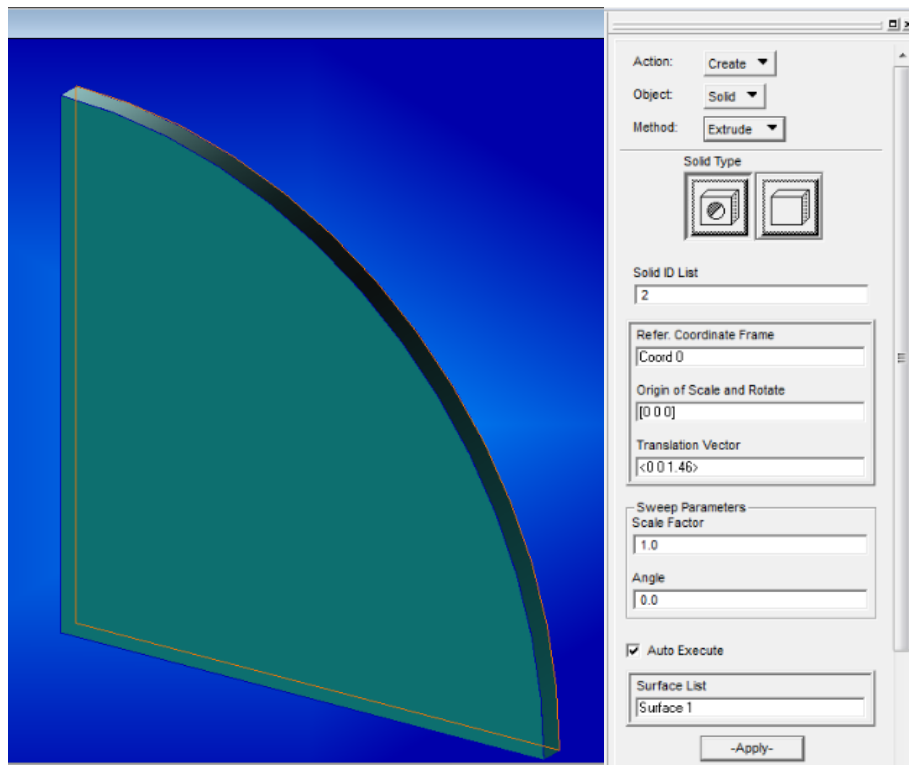 Action: Create
Object: Solid
Method: Extrude
Solid Type
Solid ID List
2
Refer. Coordinate Frame
Coord 0
Origin of Scale and Rotate
[0 0 0]
Translation Vector
<0 0 1.46>
Sweep Parameters
Scale Factor
1.0
Angle
0.0
Auto Execute
Surface List
Surface 1
-Apply-